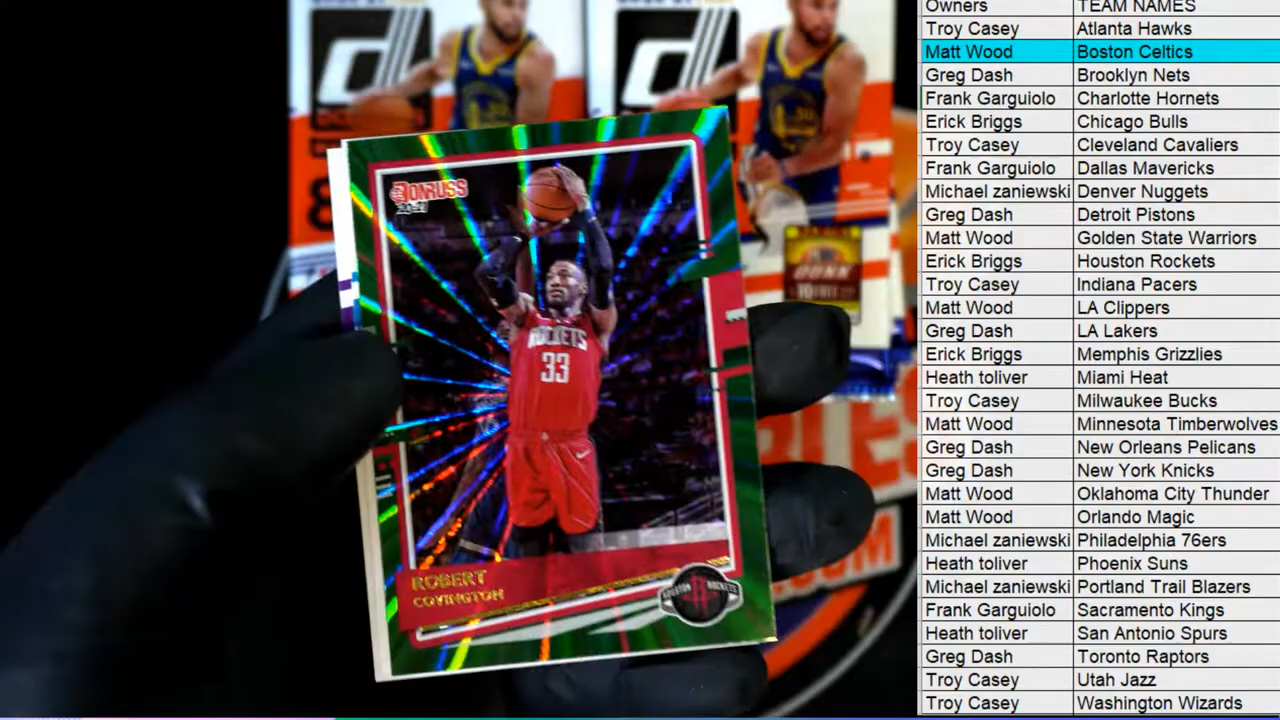 Owners TEAM NAMES
Troy Casey Atlanta Hawks
Matt Wood Boston Celtics
Greg Dash Brooklyn Nets
Frank Garguiolo Charlotte Hornets
Erick Briggs Chicago Bulls
Troy Casey Cleveland Cavaliers
Frank Garguiolo Dallas Mavericks
Michael zaniewski Denver Nuggets
Greg Dash Detroit Pistons
Matt Wood Golden State Warriors
Erick Briggs Houston Rockets
Troy Casey Indiana Pacers
Matt Wood LA Clippers
Greg Dash LA Lakers
Erick Briggs Memphis Grizzlies
Heath toliver Miami Heat
Troy Casey Milwaukee Bucks
Matt Wood Minnesota Timberwolves
Greg Dash New Orleans Pelicans
Greg Dash New York Knicks
Matt Wood Oklahoma City Thunder
Matt Wood Orlando Magic
Michael zaniewski Philadelphia 76ers
Heath toliver Phoenix Suns
Michael zaniewski Portland Trail Blazers
Frank Garguiolo Sacramento Kings
Heath toliver San Antonio Spurs
Greg Dash Toronto Raptors
Troy Casey Utah Jazz
Troy Casey Washington Wizards
DONRUSS
20-21
ROCKETS
33
ROBERT
COVINGTON
HOUSTON ROCKETS